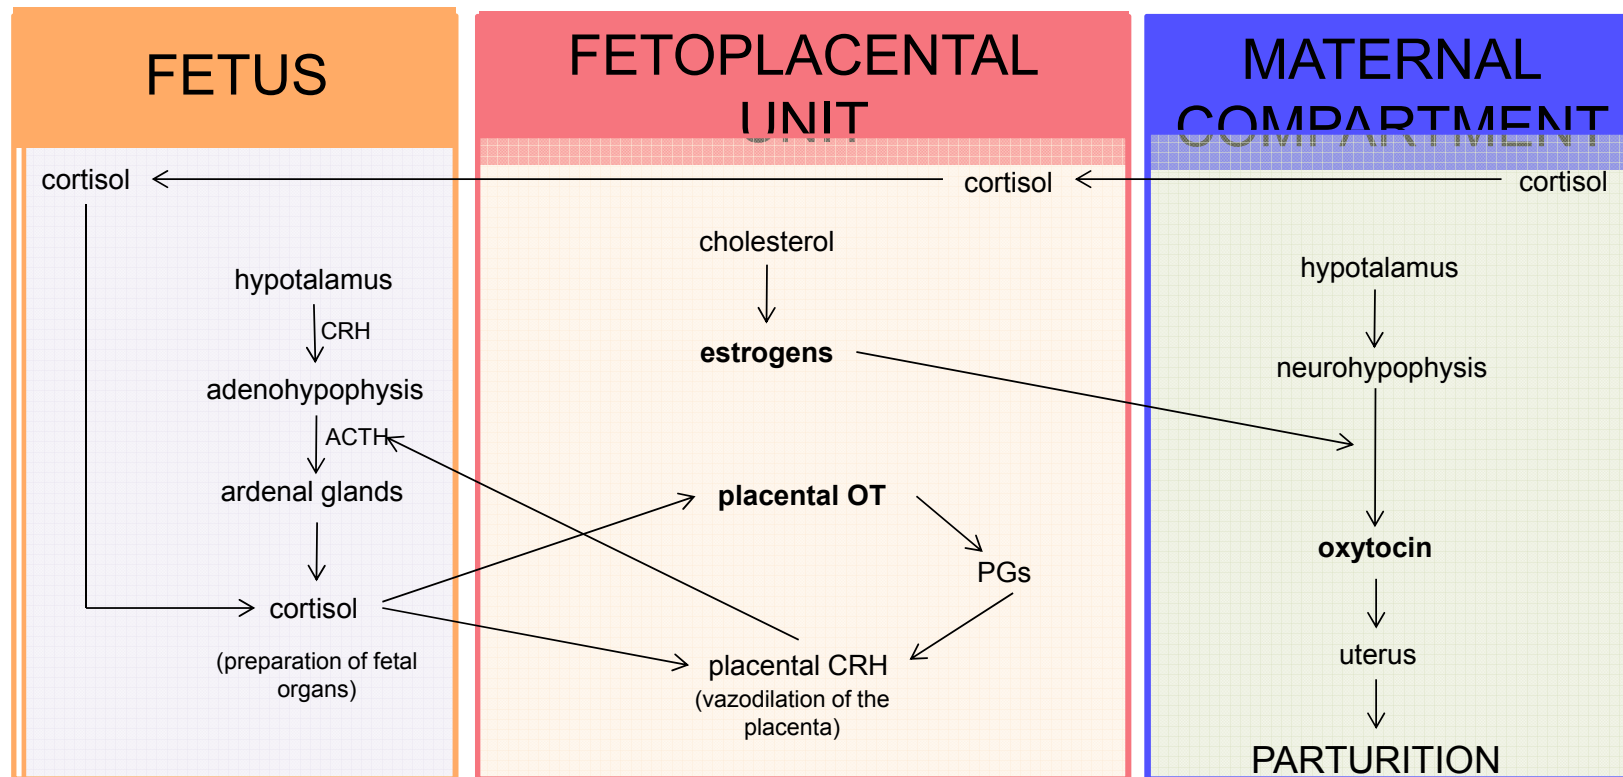 FETUS
FETOPLACENTAL
UNIT
MATERNAL
COMPARTMENT
cortisol
cortisol
cortisol
hypotalamus
CRH
adenohypophysis
ACTH
ardenal glands
cortisol
(preparation of fetal
organs)
cholesterol
estrogens
placental OT
PGs
placental CRH
(vazodilation of the
placenta)
hypotalamus
neurohypophysis
oxytocin
uterus
PARTURITION